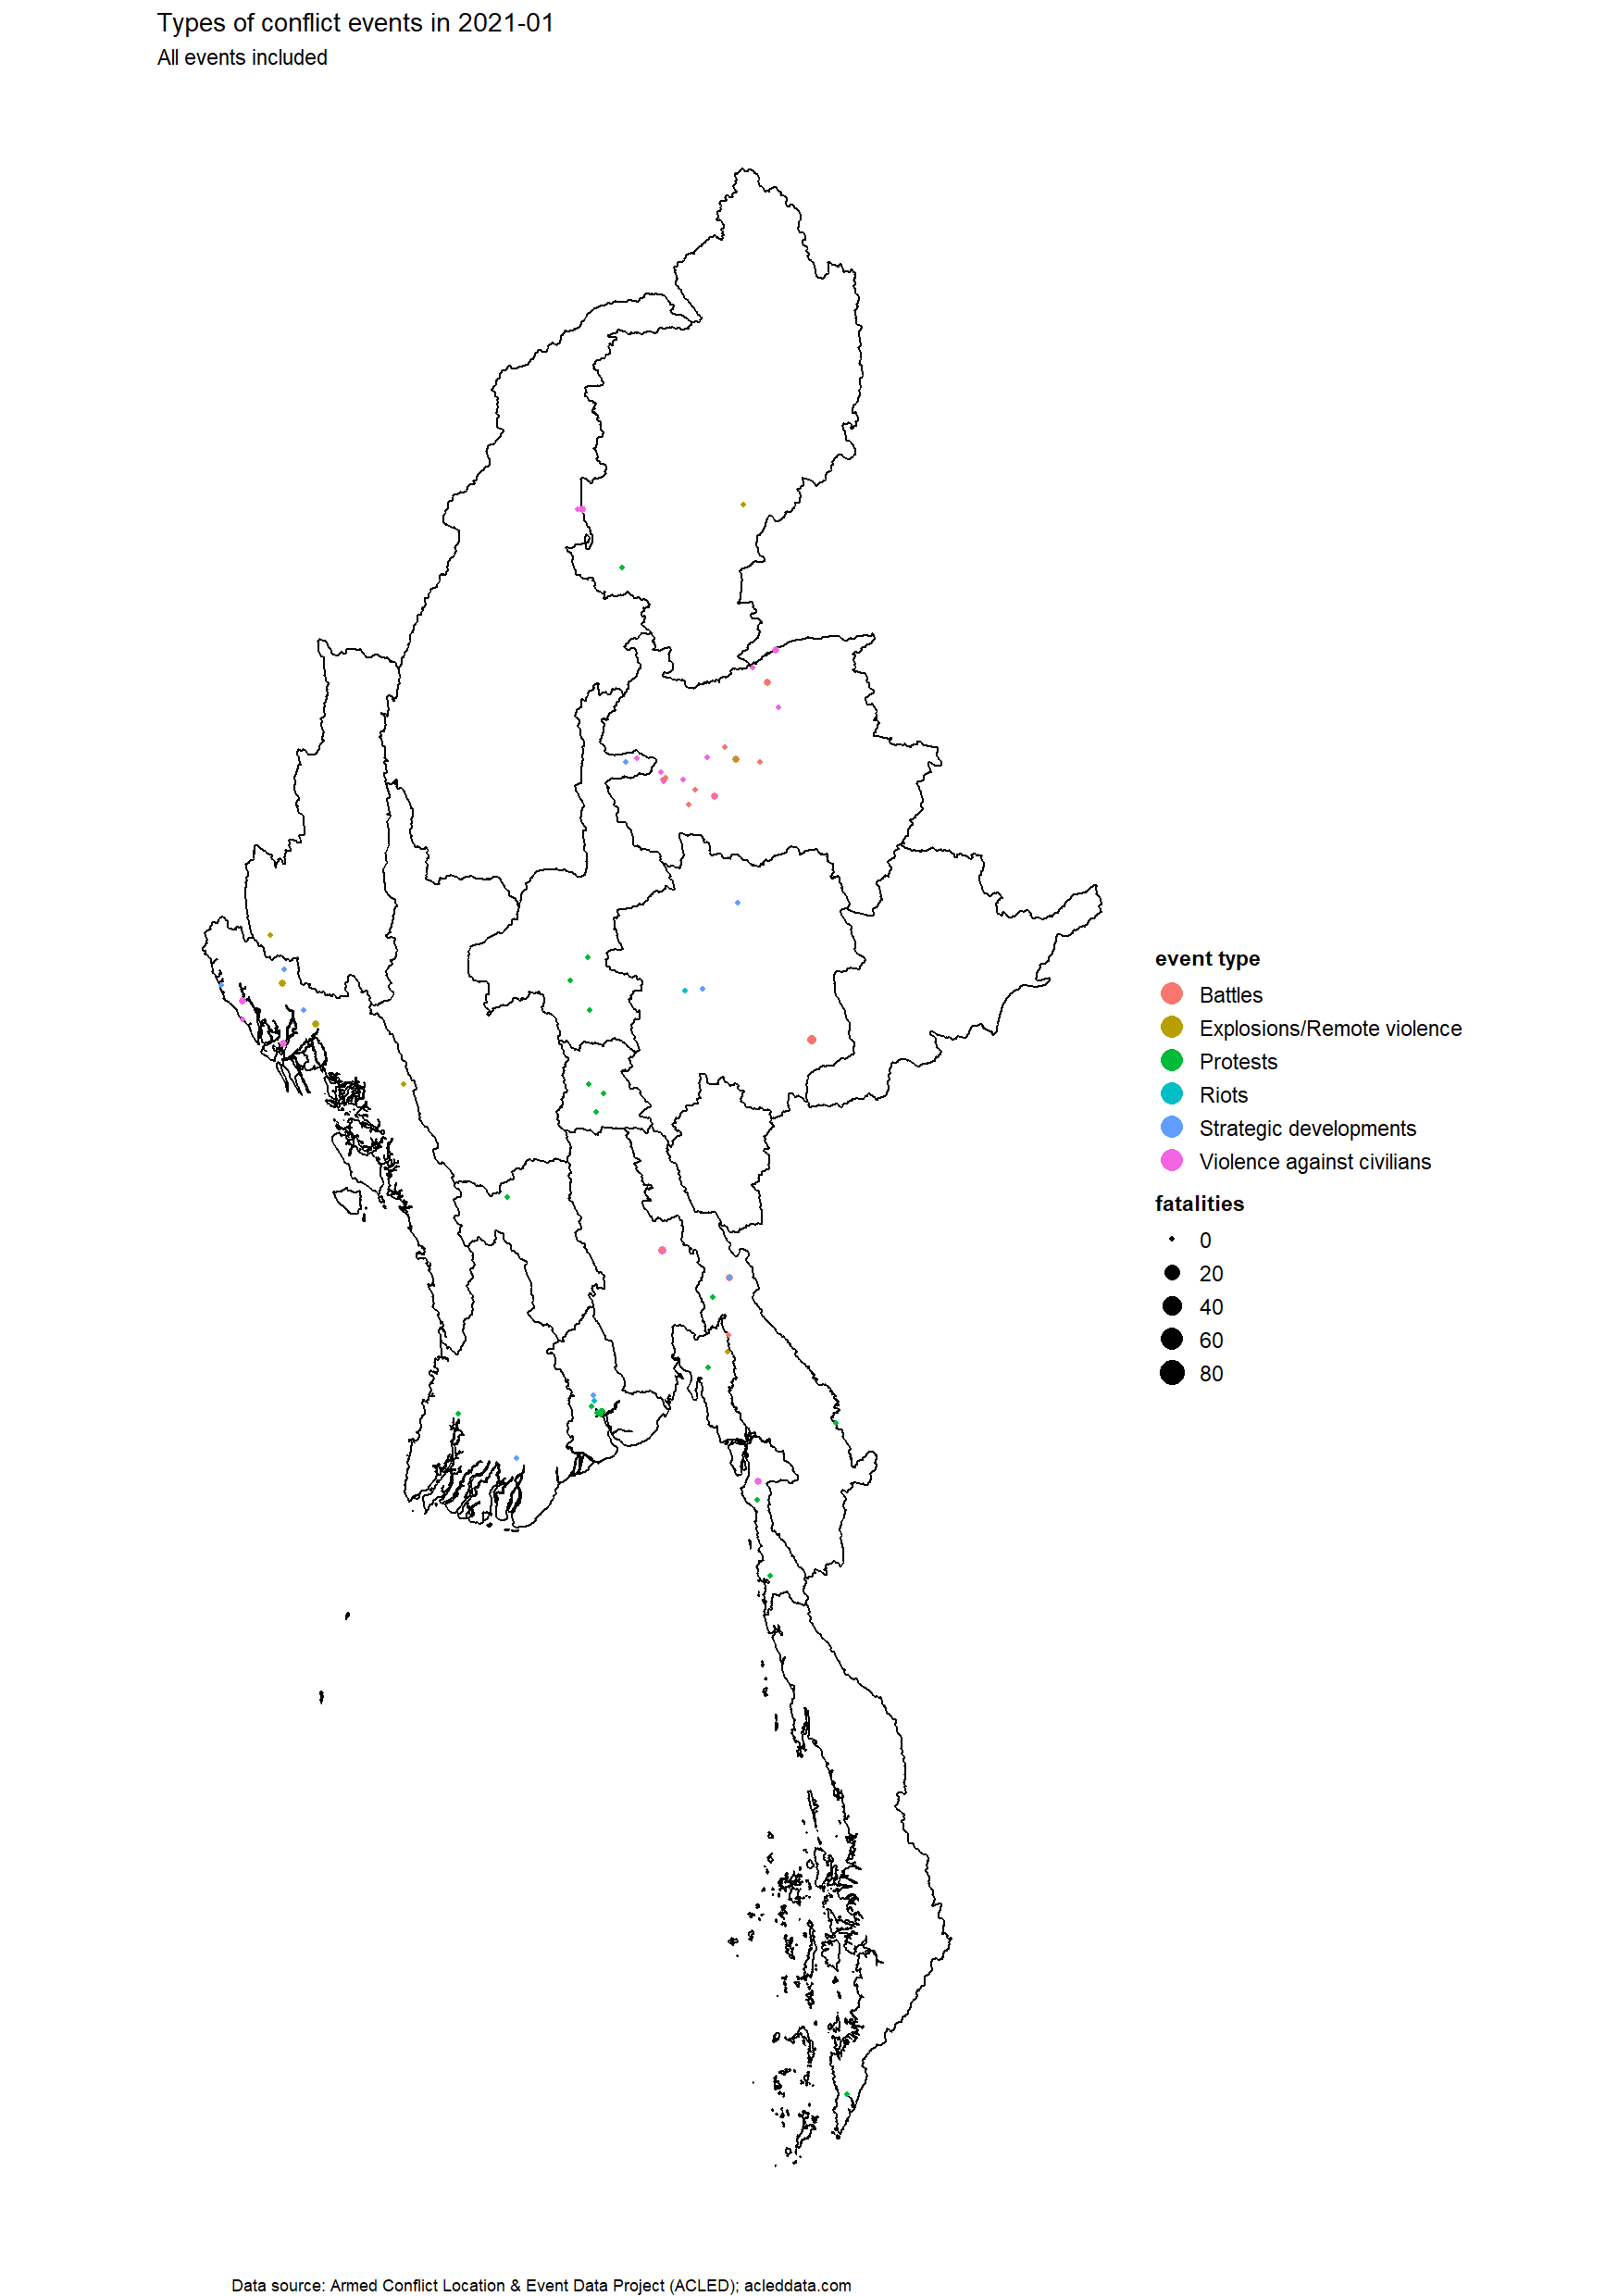 Types of conflict events in 2021-01
All events included
event type
Battles
Explosions/Remote violence
Protests
Riots
Strategic developments
Violence against civilians
fatalities
0
20
40
60
80
Data source: Armed Conflict Location & Event Data Project (ACLED); acleddata.com